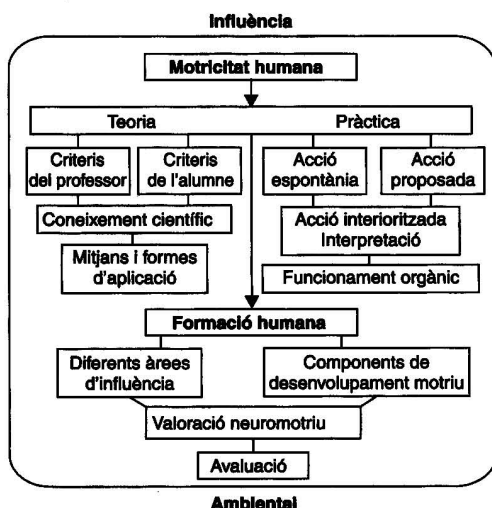 Influència
Motricitat humana
Teoria Pràctica
Criteris del professor
Criteris de l'alumne
Acció espontània
Acció proposada
Coneixement científic
Acció interioritzada
Interpretació
Mitjans i formes
d'aplicació
Funcionament orgànic
Formació humana
Diferents àrees
d'influència
Components de
desenvolupament motriu
Valoració neuromotriu
Avaluació
Ambiental